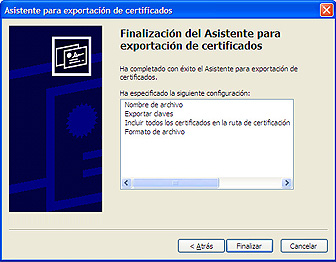 Asistente para exportación de certificados
Finalización del Asistente para
exportación de certificados
Ha completado con éxito el Asistente para exportación de
certificados.
Ha especificado la siguiente configuración:
Nombre de archivo
Exportar claves
Incluir todos los certificados en la ruta de certificación
Formato de archivo
< Atrás
Finalizar
Cancelar